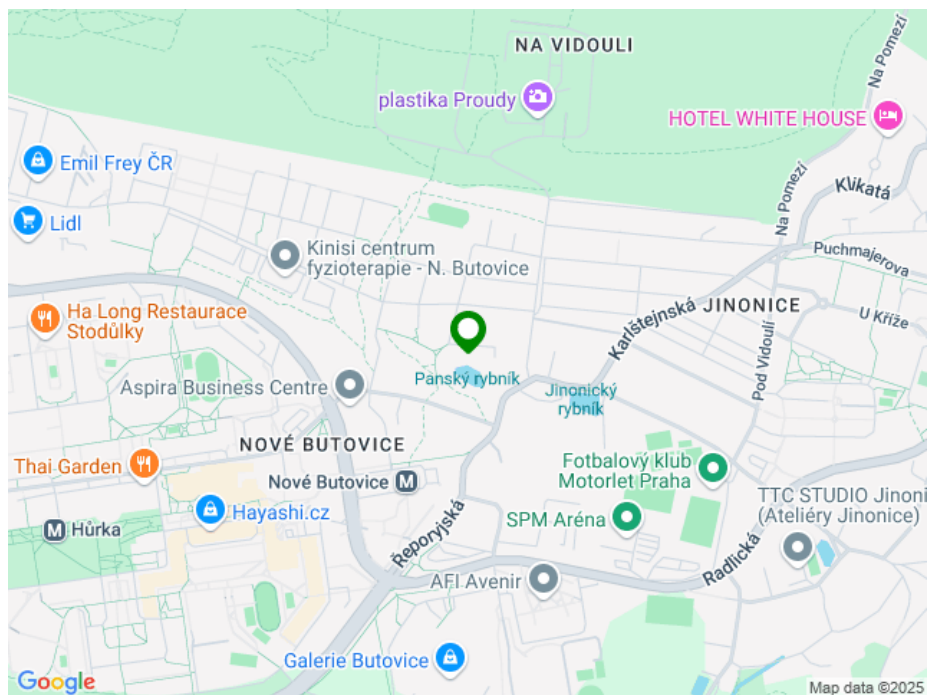 NA VIDOULI
plastika Proudy
Na Pomezí
HOTEL WHITE HOUSE
Emil Frey ČR
Klikatá
Lidl
Na Pomezí
Kinisi centrum
fyzioterapie - N. Butovice
Puchmajerova
Ha Long Restaurace
Stodůlky
Karlštejnská
JINONICE
U Kříže
Aspira Business Centre
Panský rybník
Jinonický
rybník
Pod Vidoulí
NOVÉ BUTOVICE
Thai Garden
Nové Butovice
M
Fotbalový klub
Motorlet Praha
Hayashi.cz
M
Hůrka
Řeporyjská
SPM Aréna
TTC STUDIO Jinoni
(Ateliéry Jinonice)
Radlická
AFI Avenir
Galerie Butovice
Google
Map data ©2025